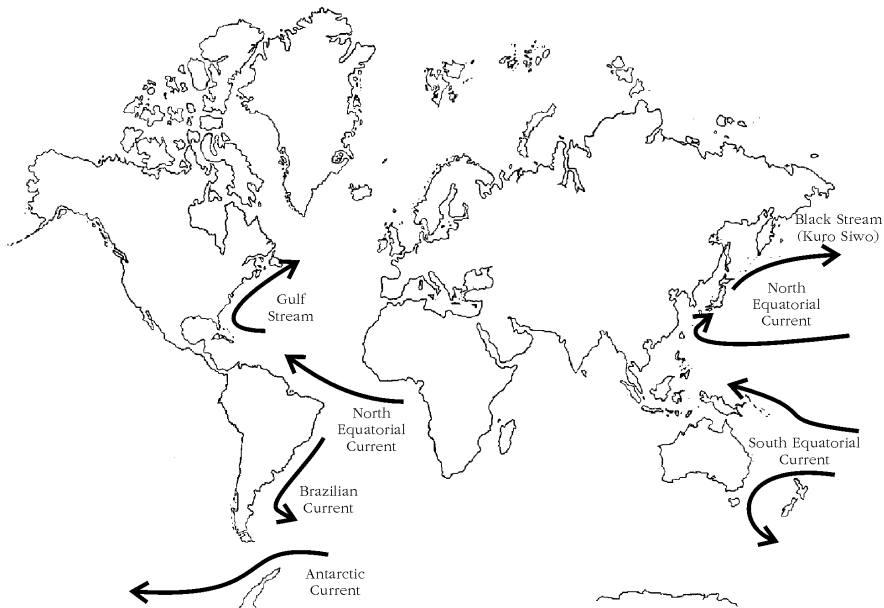 Black Stream
(Kuro Siwo)
North
Equatorial
Current
Gulf
Stream
North
Equatorial
Current
South Equatorial
Current
Brazilian
Current
Antarctic
Current